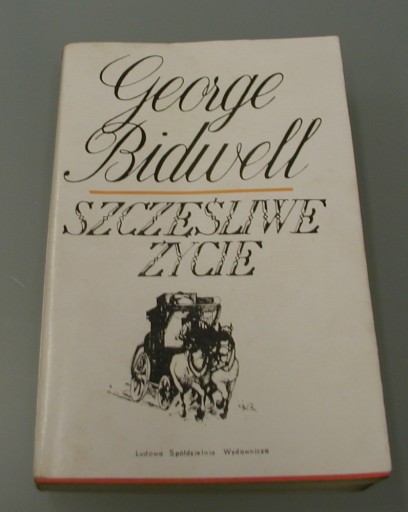 George
Bidwell
SZCZĘŚLIWE
ŻYCIE
Ludowa Spółdzielnia Wydawnicza